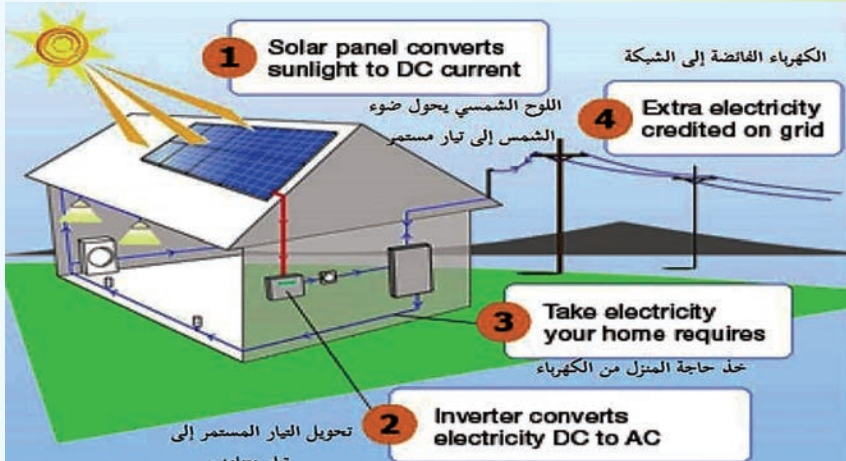 1
Solar panel converts
sunlight to DC current
اللوح الشمسي يحول ضوء
الشمس إلى تيار مستمر
الكهرباء الفائضة إلى الشبكة
4
Extra electricity
credited on grid
3
Take electricity
your home requires
خذ حاجة المنزل من الكهرباء
2
Inverter converts
electricity DC to AC
تحويل التيار المستمر إلى